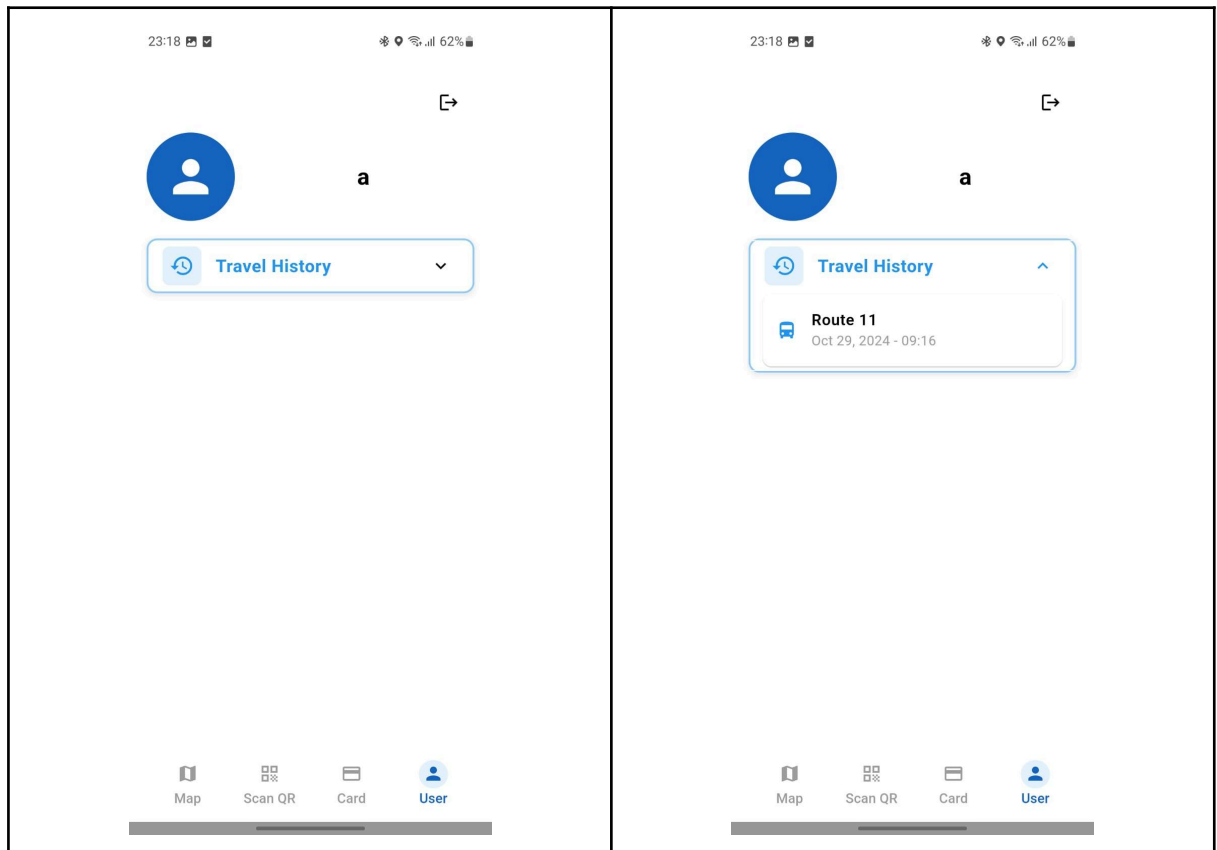 23:18 62%
a
Travel History
Map Scan QR Card User
23:18 62%
a
Travel History
Route 11
Oct 29, 2024 - 09:16
Map Scan QR Card User